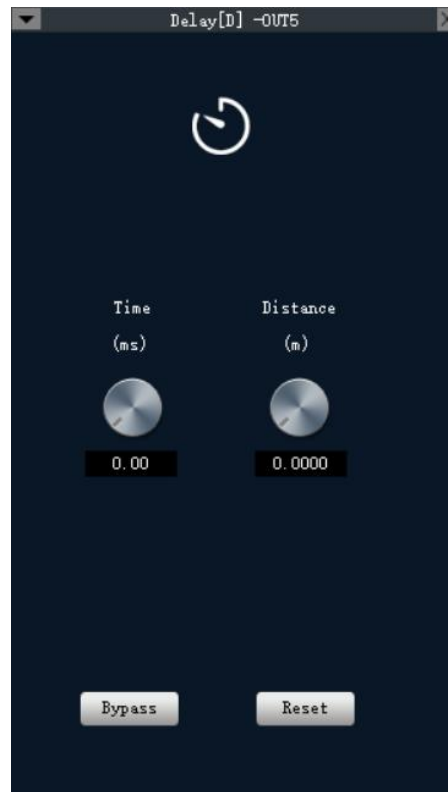 Delay[D] -OUT5
Time Distance
(ms) (m)
0.00 0.0000
Bypass Reset